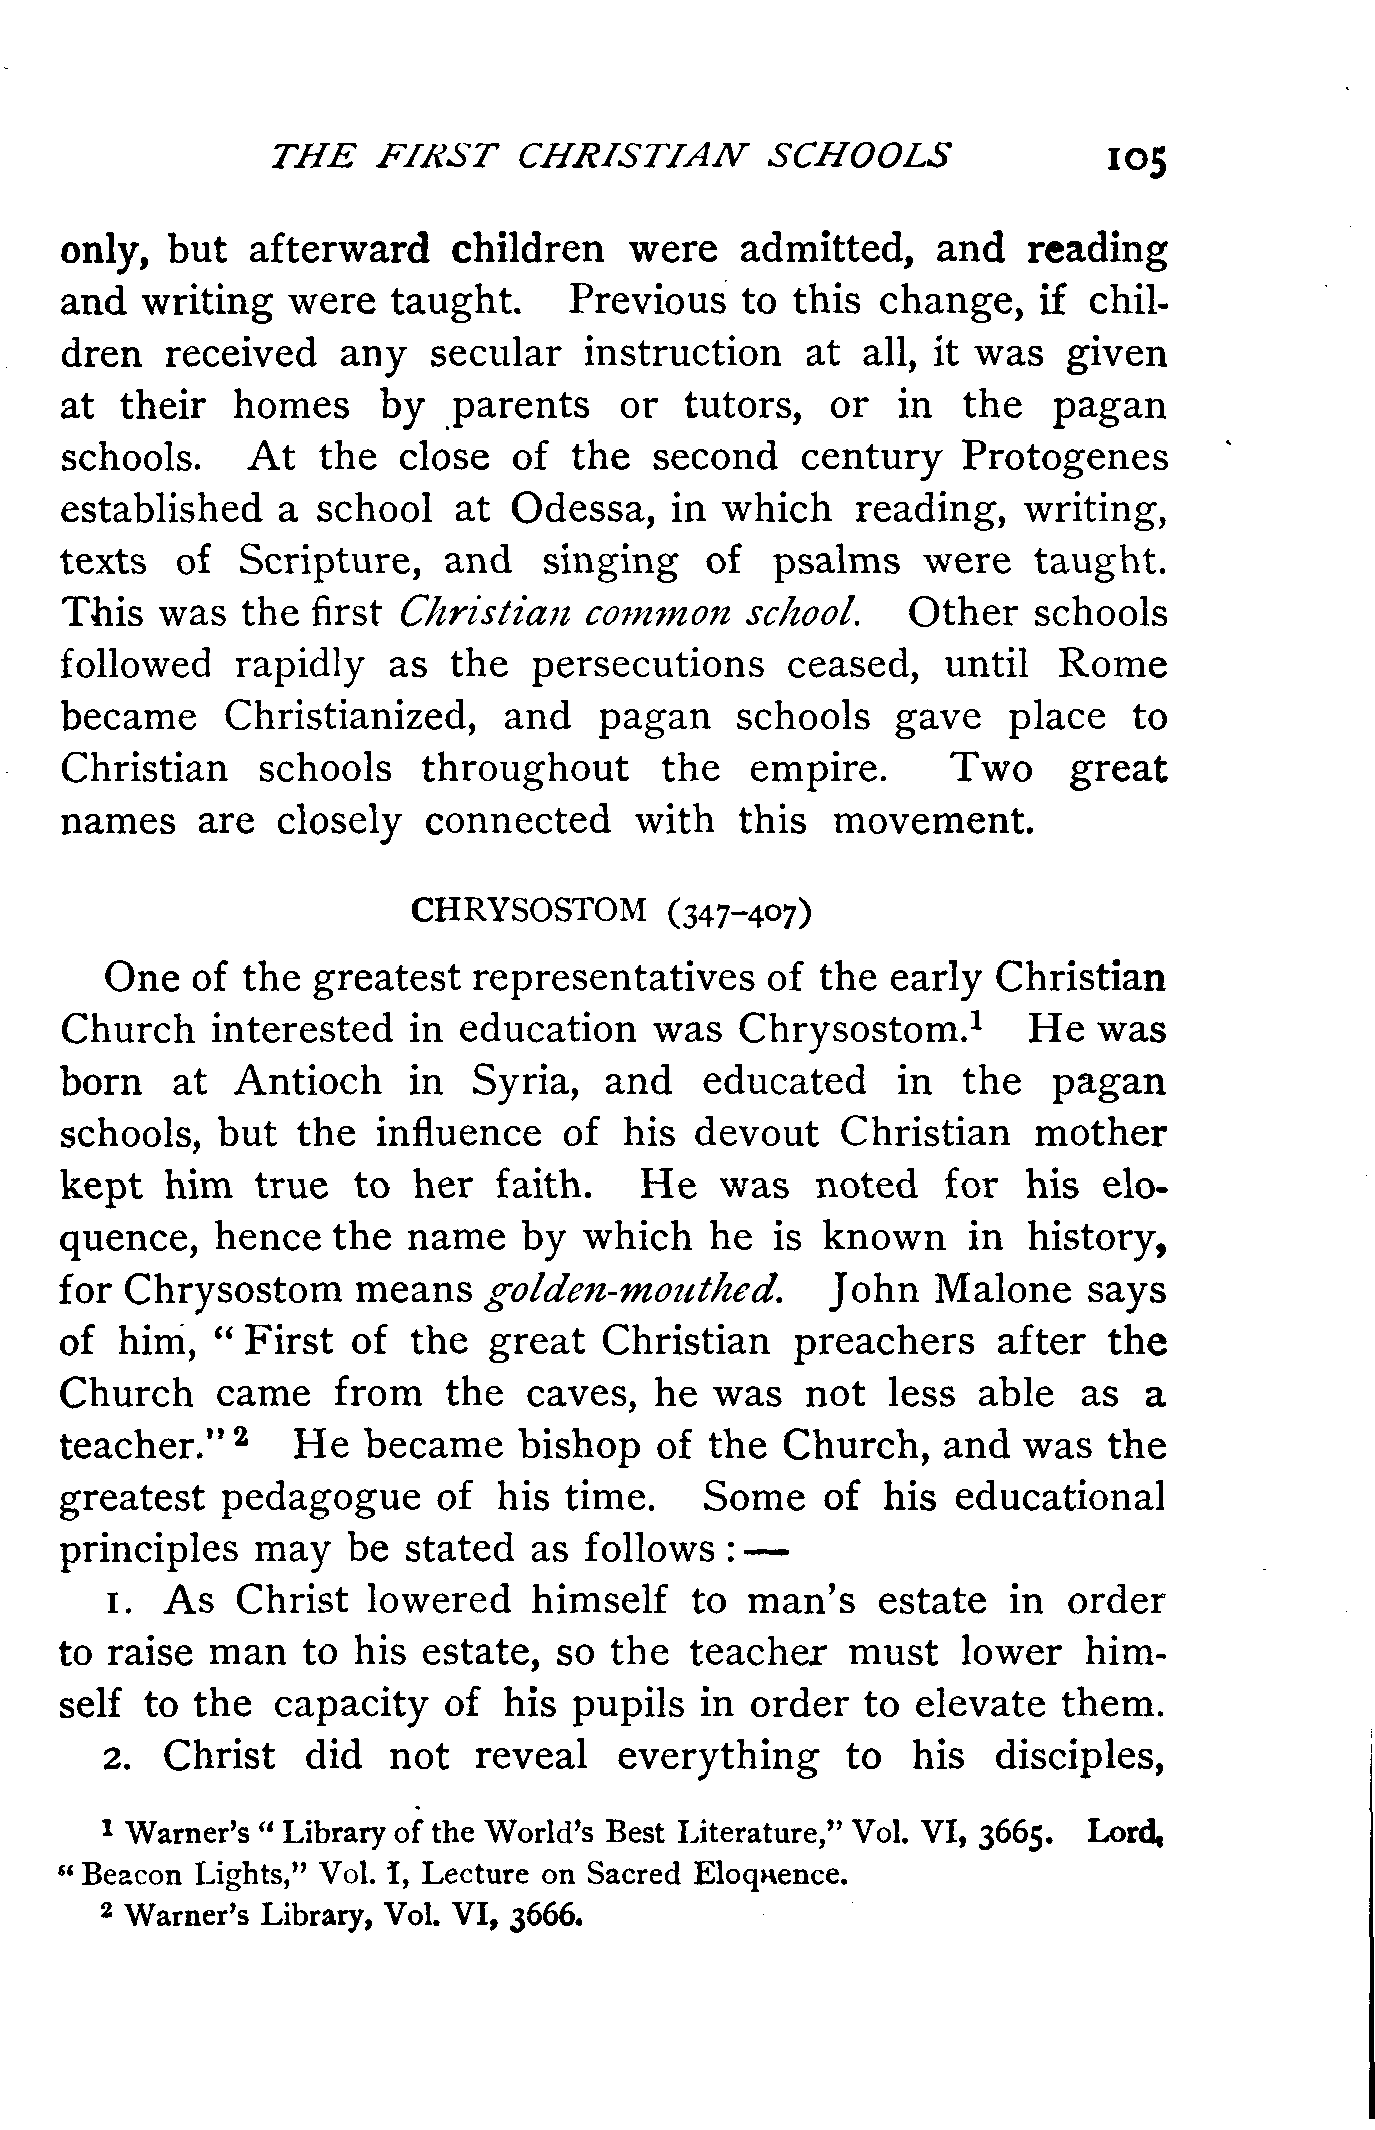 THE FIRST CHRISTIAN SCHOOLS 105
only, but afterward children were admitted, and reading
and writing were taught. Previous to this change, if chil-
dren received any secular instruction at all, it was given
at their homes by parents or tutors, or in the pagan
schools. At the close of the second century Protogenes
established a school at Odessa, in which reading, writing,
texts of Scripture, and singing of psalms were taught.
This was the first Christian common school. Other schools
followed rapidly as the persecutions ceased, until Rome
became Christianized, and pagan schools gave place to
Christian schools throughout the empire. Two great
names are closely connected with this movement.
CHRYSOSTOM (347–407)
One of the greatest representatives of the early Christian
Church interested in education was Chrysostom.¹ He was
born at Antioch in Syria, and educated in the pagan
schools, but the influence of his devout Christian mother
kept him true to her faith. He was noted for his elo-
quence, hence the name by which he is known in history,
for Chrysostom means golden-mouthed. John Malone says
of him, “First of the great Christian preachers after the
Church came from the caves, he was not less able as a
teacher.”² He became bishop of the Church, and was the
greatest pedagogue of his time. Some of his educational
principles may be stated as follows :—
1. As Christ lowered himself to man's estate in order
to raise man to his estate, so the teacher must lower him-
self to the capacity of his pupils in order to elevate them.
2. Christ did not reveal everything to his disciples,
¹ Warner's “Library of the World's Best Literature,” Vol. VI, 3665. Lord,
“Beacon Lights,” Vol. I, Lecture on Sacred Eloquence.
² Warner's Library, Vol. VI, 3666.